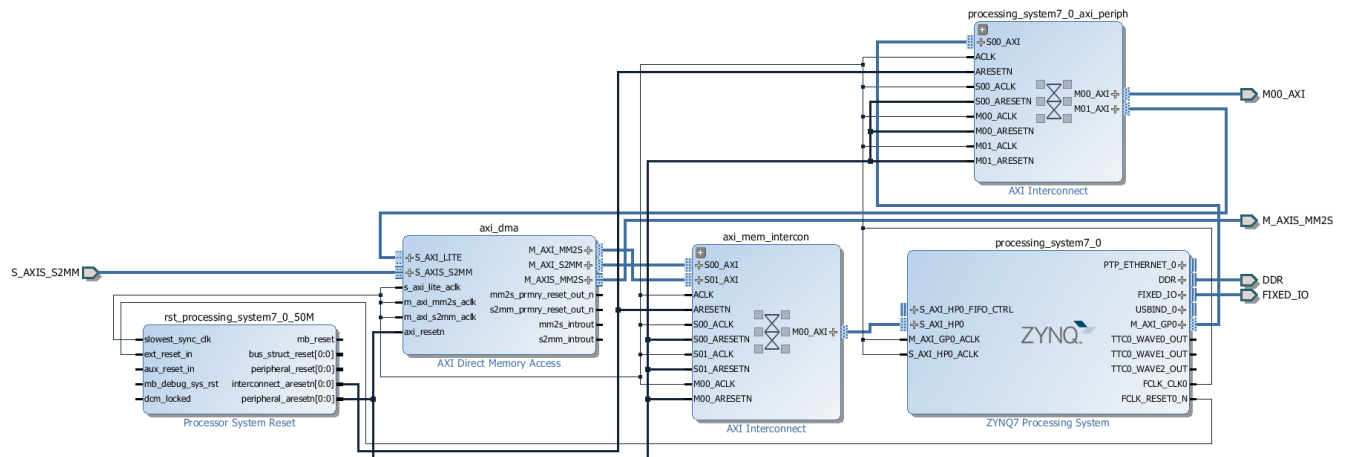 processing_system7_0_axi_periph
S00_AXI
ACLK
ARESETN
S00_ACLK
S00_ARESETN
M00_ACLK
M00_ARESETN
M01_ACLK
M01_ARESETN
M00_AXI
M01_AXI
AXI Interconnect
M00_AXI
M_AXIS_MM2S
DDR
FIXED_IO
S_AXIS_S2MM
axi_dma
S_AXI_LITE
S_AXIS_S2MM
s_axi_lite_aclk
m_axi_mm2s_aclk
m_axi_s2mm_aclk
axi_resetn
M_AXI_MM2S
M_AXI_S2MM
M_AXIS_MM2S
mm2s_prmry_reset_out_n
s2mm_prmry_reset_out_n
mm2s_introut
s2mm_introut
AXI Direct Memory Access
axi_mem_intercon
S00_AXI
S01_AXI
ACLK
ARESETN
S00_ACLK
S00_ARESETN
S01_ACLK
S01_ARESETN
M00_ACLK
M00_ARESETN
M00_AXI
AXI Interconnect
processing_system7_0
S_AXI_HP0_FIFO_CTRL
S_AXI_HP0
M_AXI_GP0_ACLK
S_AXI_HP0_ACLK
ZYNQ
PTP_ETHERNET_0
DDR
FIXED_IO
USBIND_0
M_AXI_GP0
TTC0_WAVE0_OUT
TTC0_WAVE1_OUT
TTC0_WAVE2_OUT
FCLK_CLK0
FCLK_RESET0_N
ZYNQ7 Processing System
rst_processing_system7_0_50M
slowest_sync_clk
ext_reset_in
aux_reset_in
mb_debug_sys_rst
dcm_locked
mb_reset
bus_struct_reset[0:0]
peripheral_reset[0:0]
interconnect_aresetn[0:0]
peripheral_aresetn[0:0]
Processor System Reset